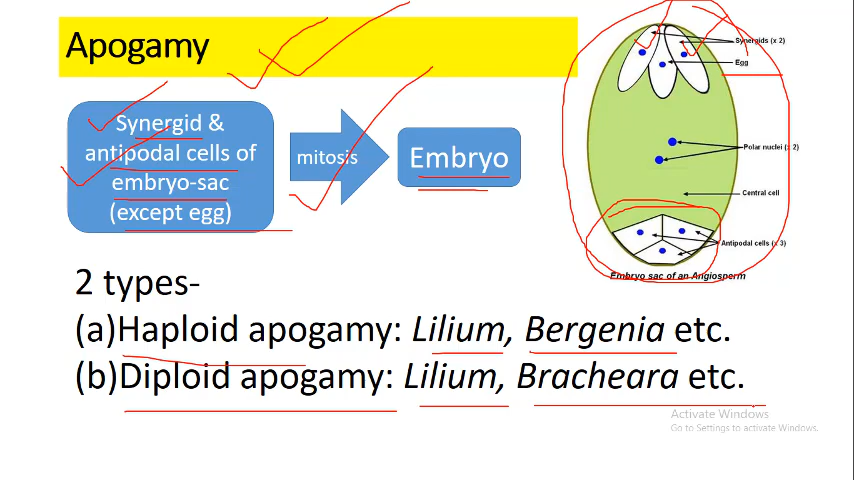 Apogamy
Synergid &
antipodal cells of
embryo-sac
(except egg)
mitosis
Embryo
Synergids (x 2)
Egg
Polar nuclei (x 2)
Central cell
Antipodal cells (x 3)
Embryo sac of an Angiosperm
2 types-
(a)Haploid apogamy: Lilium, Bergenia etc.
(b)Diploid apogamy: Lilium, Bracheara etc.
Activate Windows
Go to Settings to activate Windows.